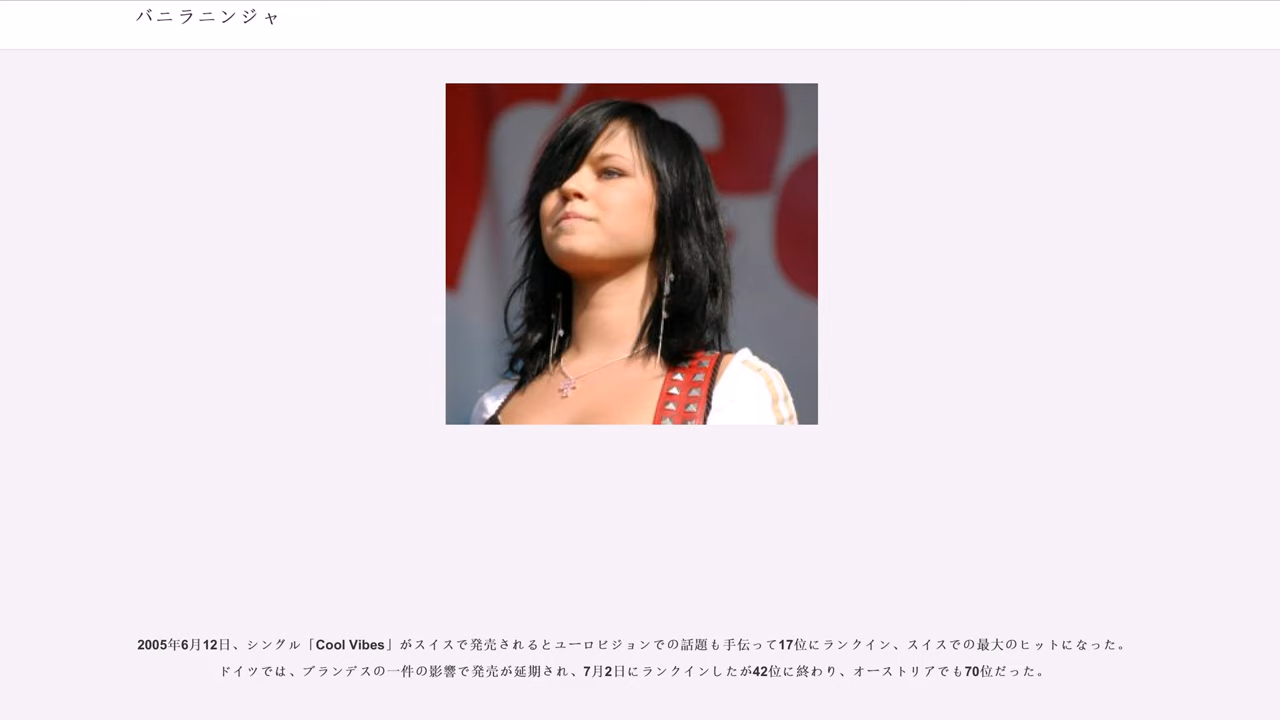 バニラニンジャ
2005年6月12日、シングル「Cool Vibes」がスイスで発売されるとユーロビジョンでの話題も手伝って17位にランクイン、スイスでの最大のヒットになった。
ドイツでは、ブランデスの一件の影響で発売が延期され、7月2日にランクインしたが42位に終わり、オーストリアでも70位だった。